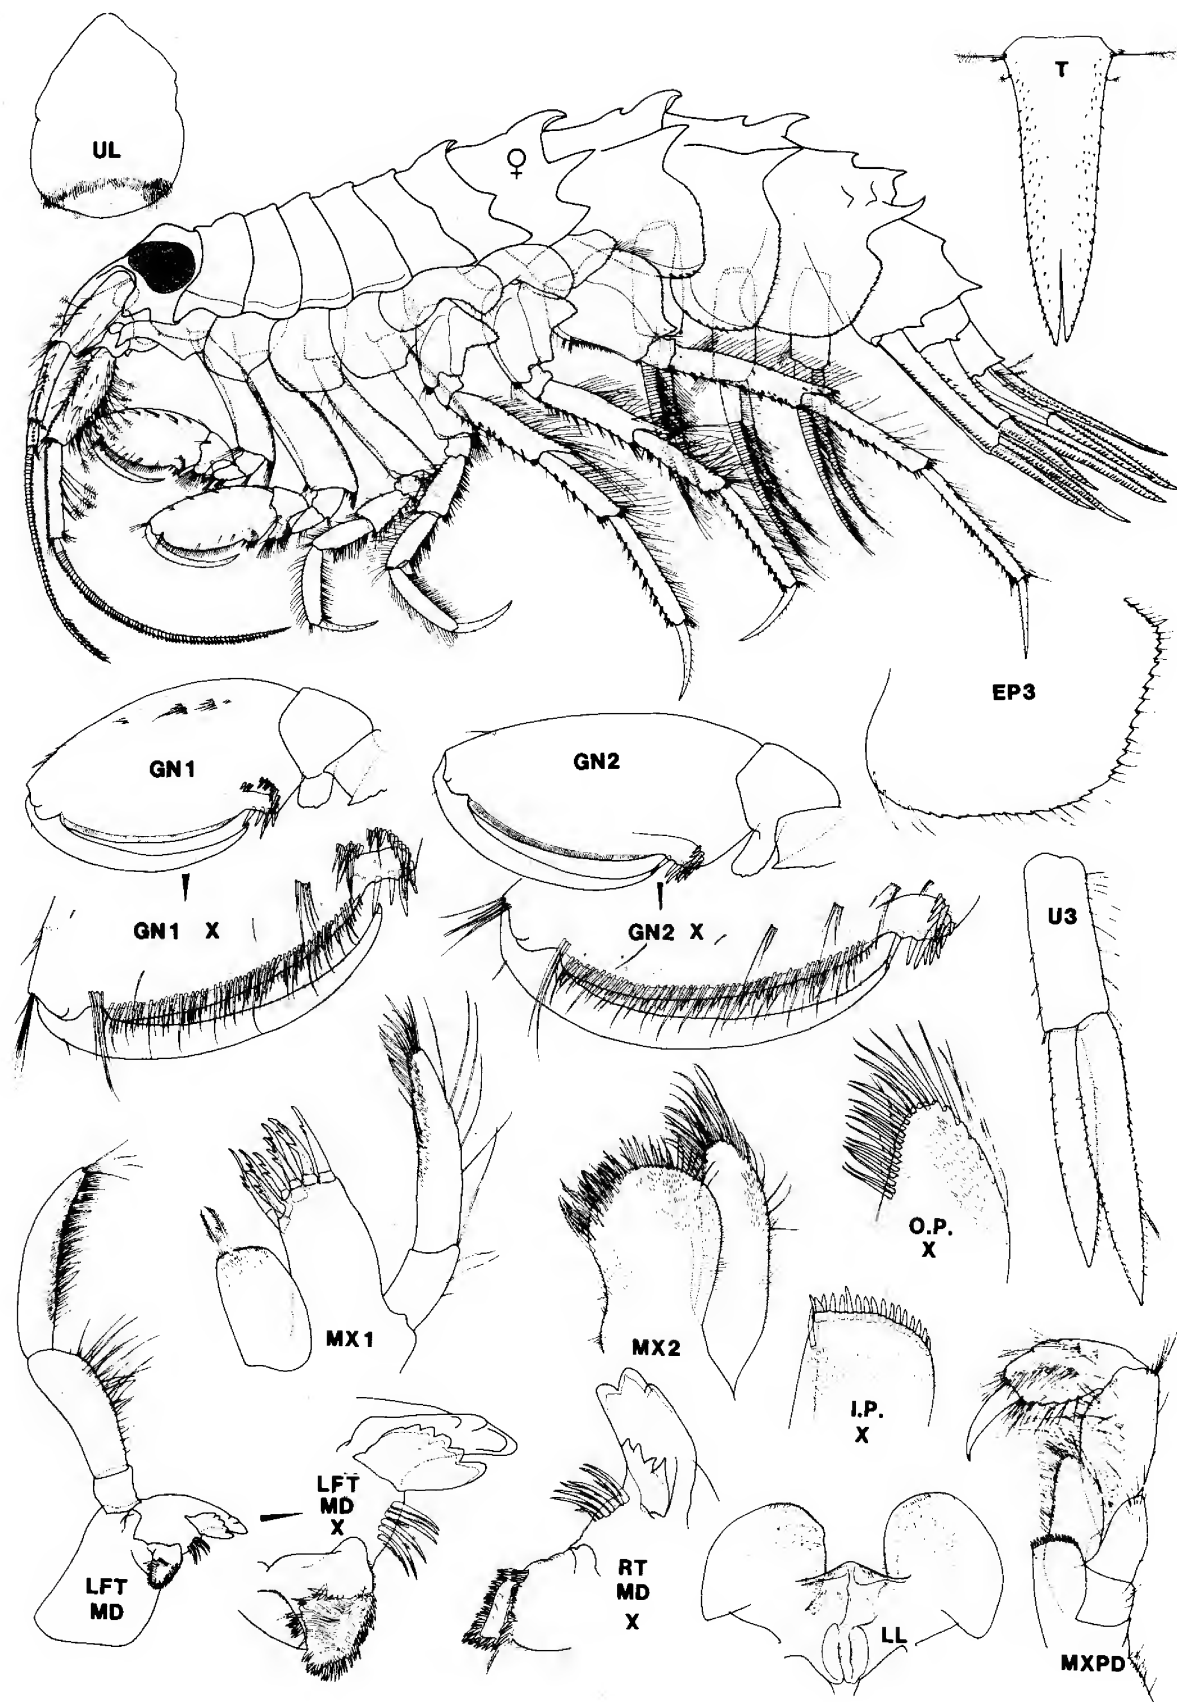 UL
T
♀
EP3
GN1
GN2
GN1 X
GN2 X
U3
O.P.
X
MX1
MX2
I.P.
X
LFT
MD
X
LFT
MD
RT
MD
X
LL
MXPD